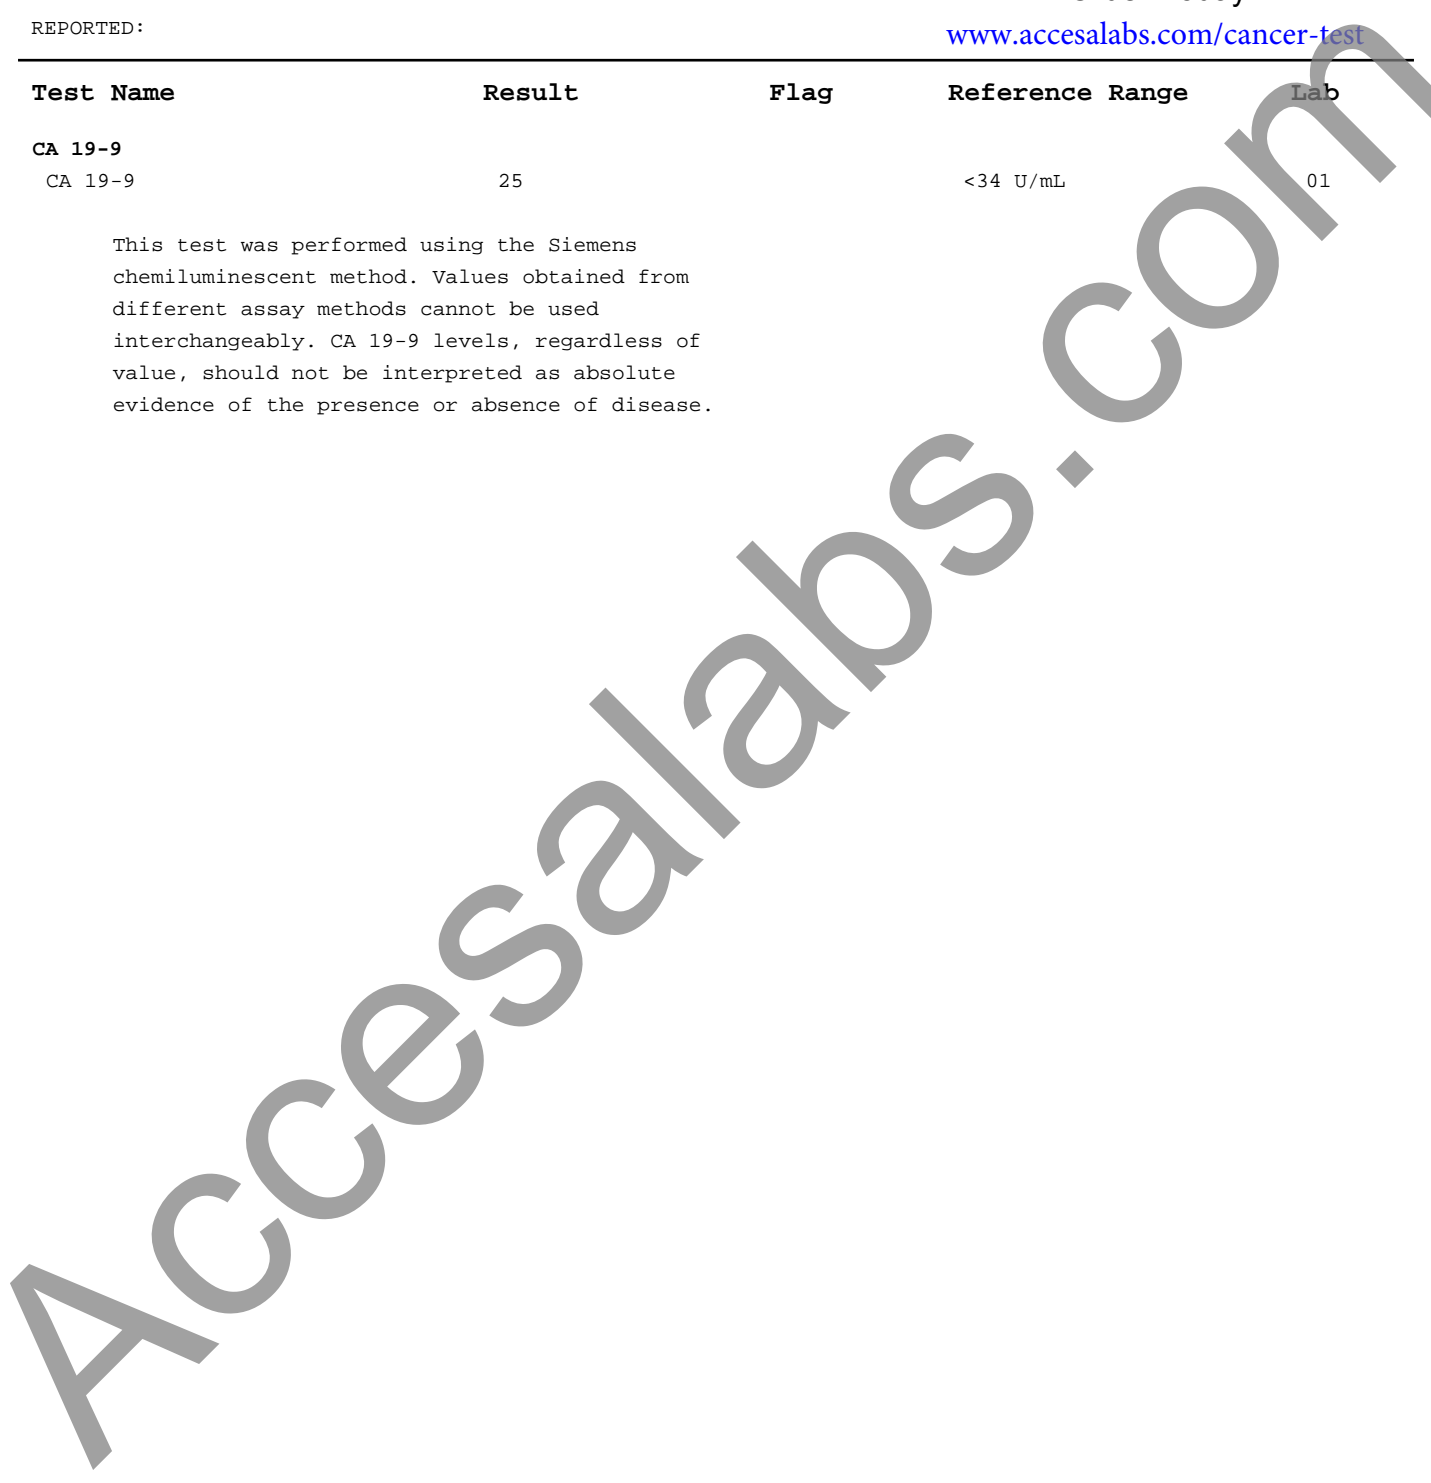 REPORTED:
www.accesalabs.com/cancer-test
Test Name Result Flag Reference Range Lab
CA 19-9
CA 19-9 25 <34 U/mL 01
This test was performed using the Siemens
chemiluminescent method. Values obtained from
different assay methods cannot be used
interchangeably. CA 19-9 levels, regardless of
value, should not be interpreted as absolute
evidence of the presence or absence of disease.
Accesalabs.com